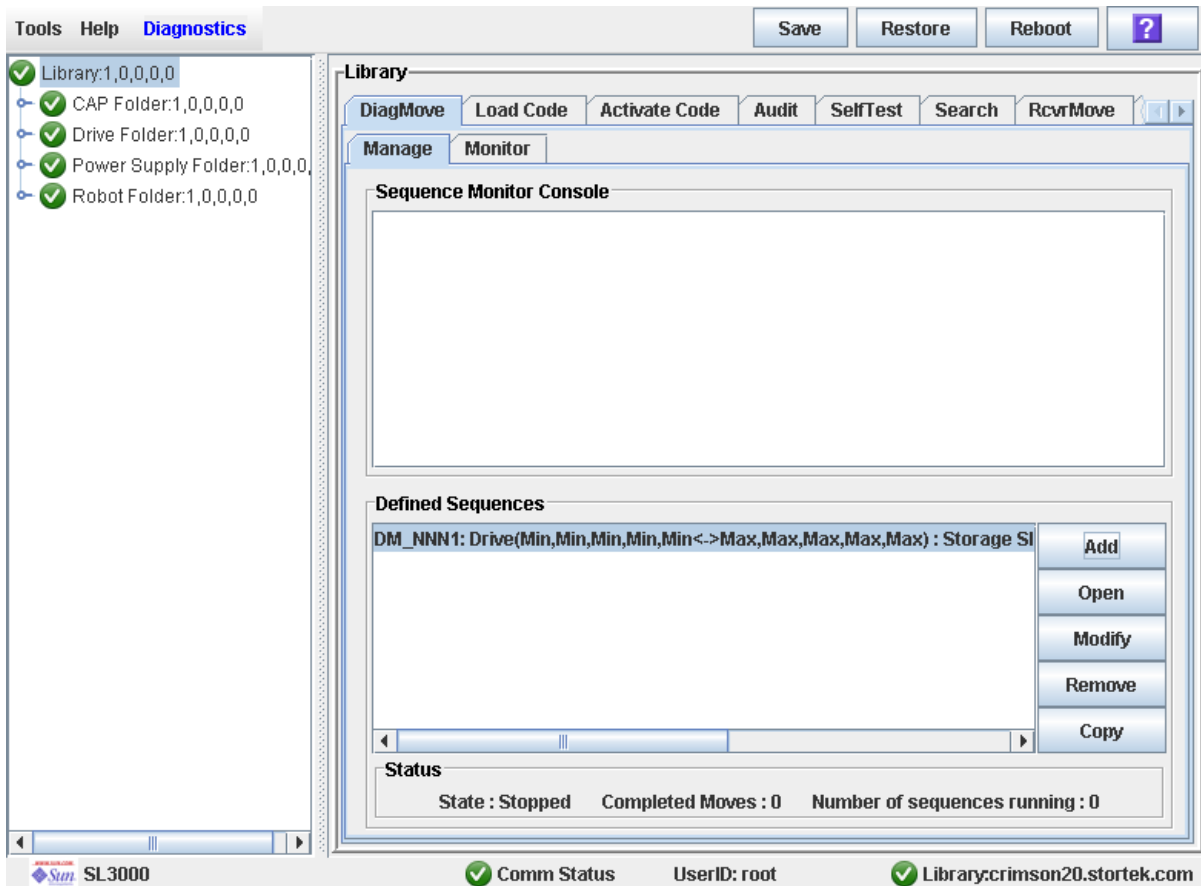 Tools Help Diagnostics Save Restore Reboot ?
Library:1,0,0,0,0
CAP Folder:1,0,0,0,0
Drive Folder:1,0,0,0,0
Power Supply Folder:1,0,0,0,
Robot Folder:1,0,0,0,0
Library
DiagMove Load Code Activate Code Audit SelfTest Search RcvrMove
Manage Monitor
Sequence Monitor Console
Defined Sequences
DM_NNN1: Drive(Min,Min,Min,Min,Min<->Max,Max,Max,Max,Max) : Storage Sl
Add
Open
Modify
Remove
Copy
Status
State : Stopped Completed Moves : 0 Number of sequences running : 0
Sun SL3000 Comm Status UserID: root Library:crimson20.stortek.com